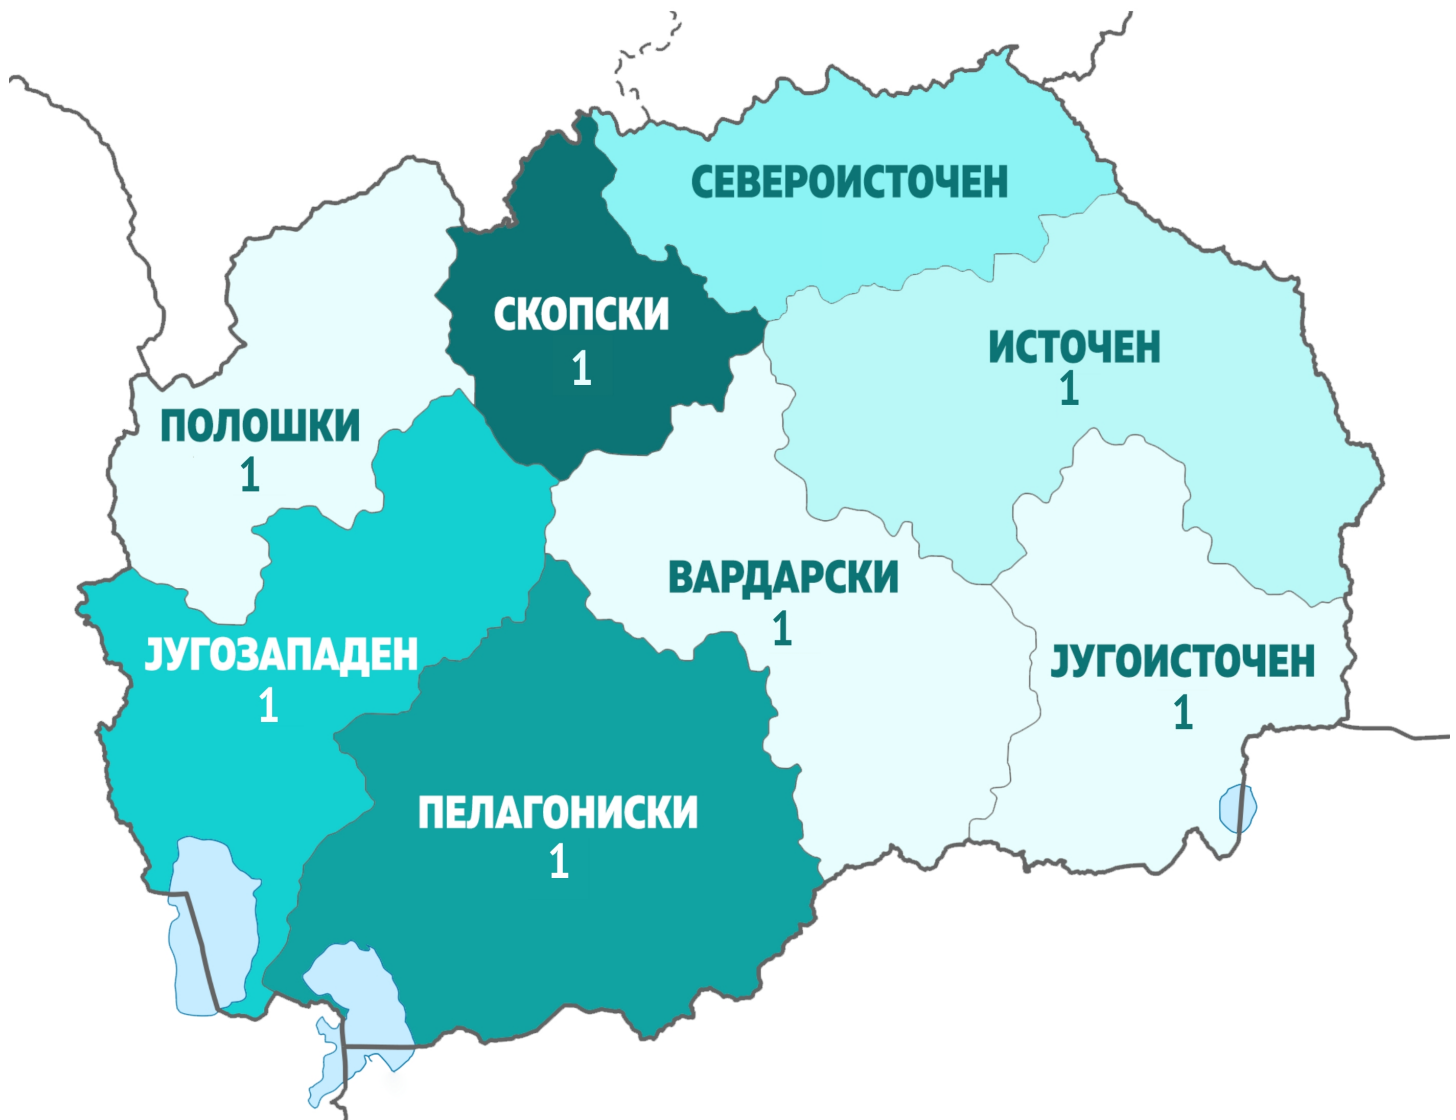 СЕВЕРОИСТОЧЕН
СКОПСКИ
1
ИСТОЧЕН
1
ПОЛОШКИ
1
ВАРДАРСКИ
1
ЈУГОЗАПАДЕН
1
ЈУГОИСТОЧЕН
1
ПЕЛАГОНИСКИ
1